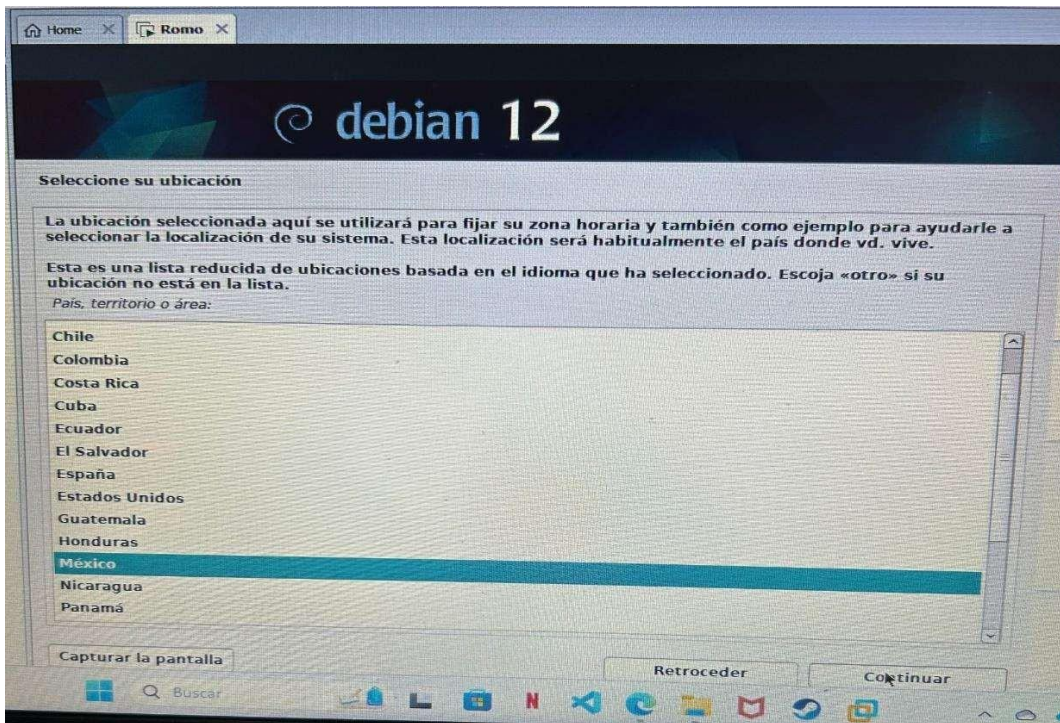 Home
Romo
debian 12
Seleccione su ubicación
La ubicación seleccionada aquí se utilizará para fijar su zona horaria y también como ejemplo para ayudarle a
seleccionar la localización de su sistema. Esta localización será habitualmente el país donde vd. vive.
Esta es una lista reducida de ubicaciones basada en el idioma que ha seleccionado. Escoja «otro» si su
ubicación no está en la lista.
País, territorio o área:
Chile
Colombia
Costa Rica
Cuba
Ecuador
El Salvador
España
Estados Unidos
Guatemala
Honduras
México
Nicaragua
Panamá
Capturar la pantalla
Retroceder
Continuar
Buscar